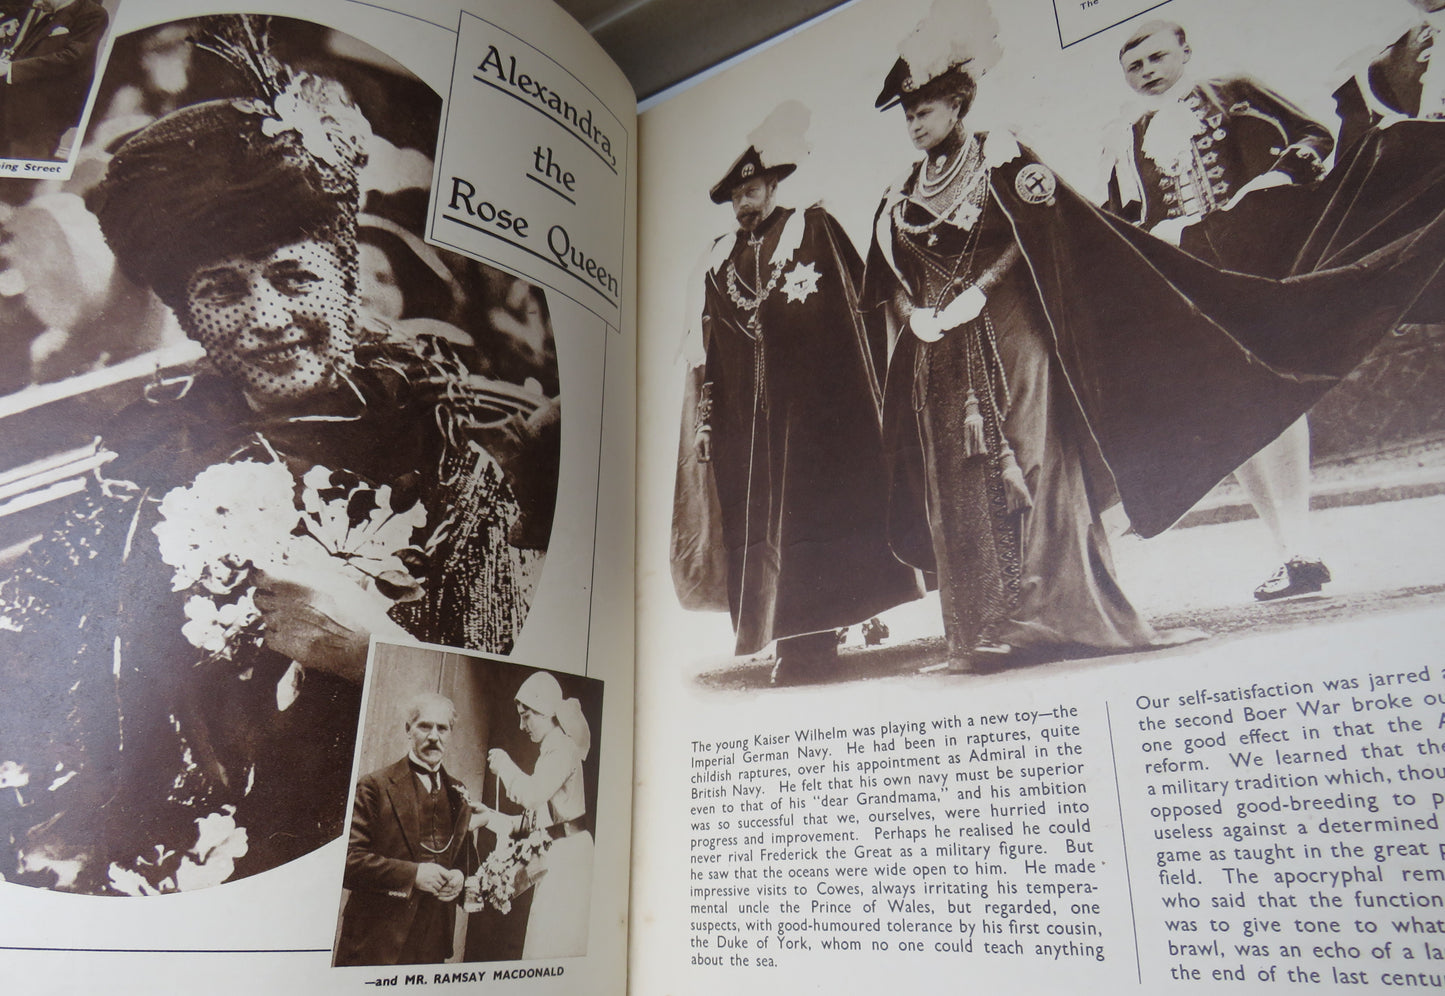 The
ing Street
Alexandra,
the
Rose Queen
—and MR. RAMSAY MACDONALD
The young Kaiser Wilhelm was playing with a new toy—the
Imperial German Navy. He had been in raptures, quite
childish raptures, over his appointment as Admiral in the
British Navy. He felt that his own navy must be superior
even to that of his "dear Grandmama," and his ambition
was so successful that we, ourselves, were hurried into
progress and improvement. Perhaps he realised he could
never rival Frederick the Great as a military figure. But
he saw that the oceans were wide open to him. He made
impressive visits to Cowes, always irritating his tempera-
mental uncle the Prince of Wales, but regarded, one
suspects, with good-humoured tolerance by his first cousin,
the Duke of York, whom no one could teach anything
about the sea.
Our self-satisfaction was jarred
the second Boer War broke
one good effect in that the
reform. We learned that the
a military tradition which,
opposed good-breeding to
useless against a determined
game as taught in the great
field. The apocryphal
who said that the function
was to give tone to what
brawl, was an echo of a
the end of the last